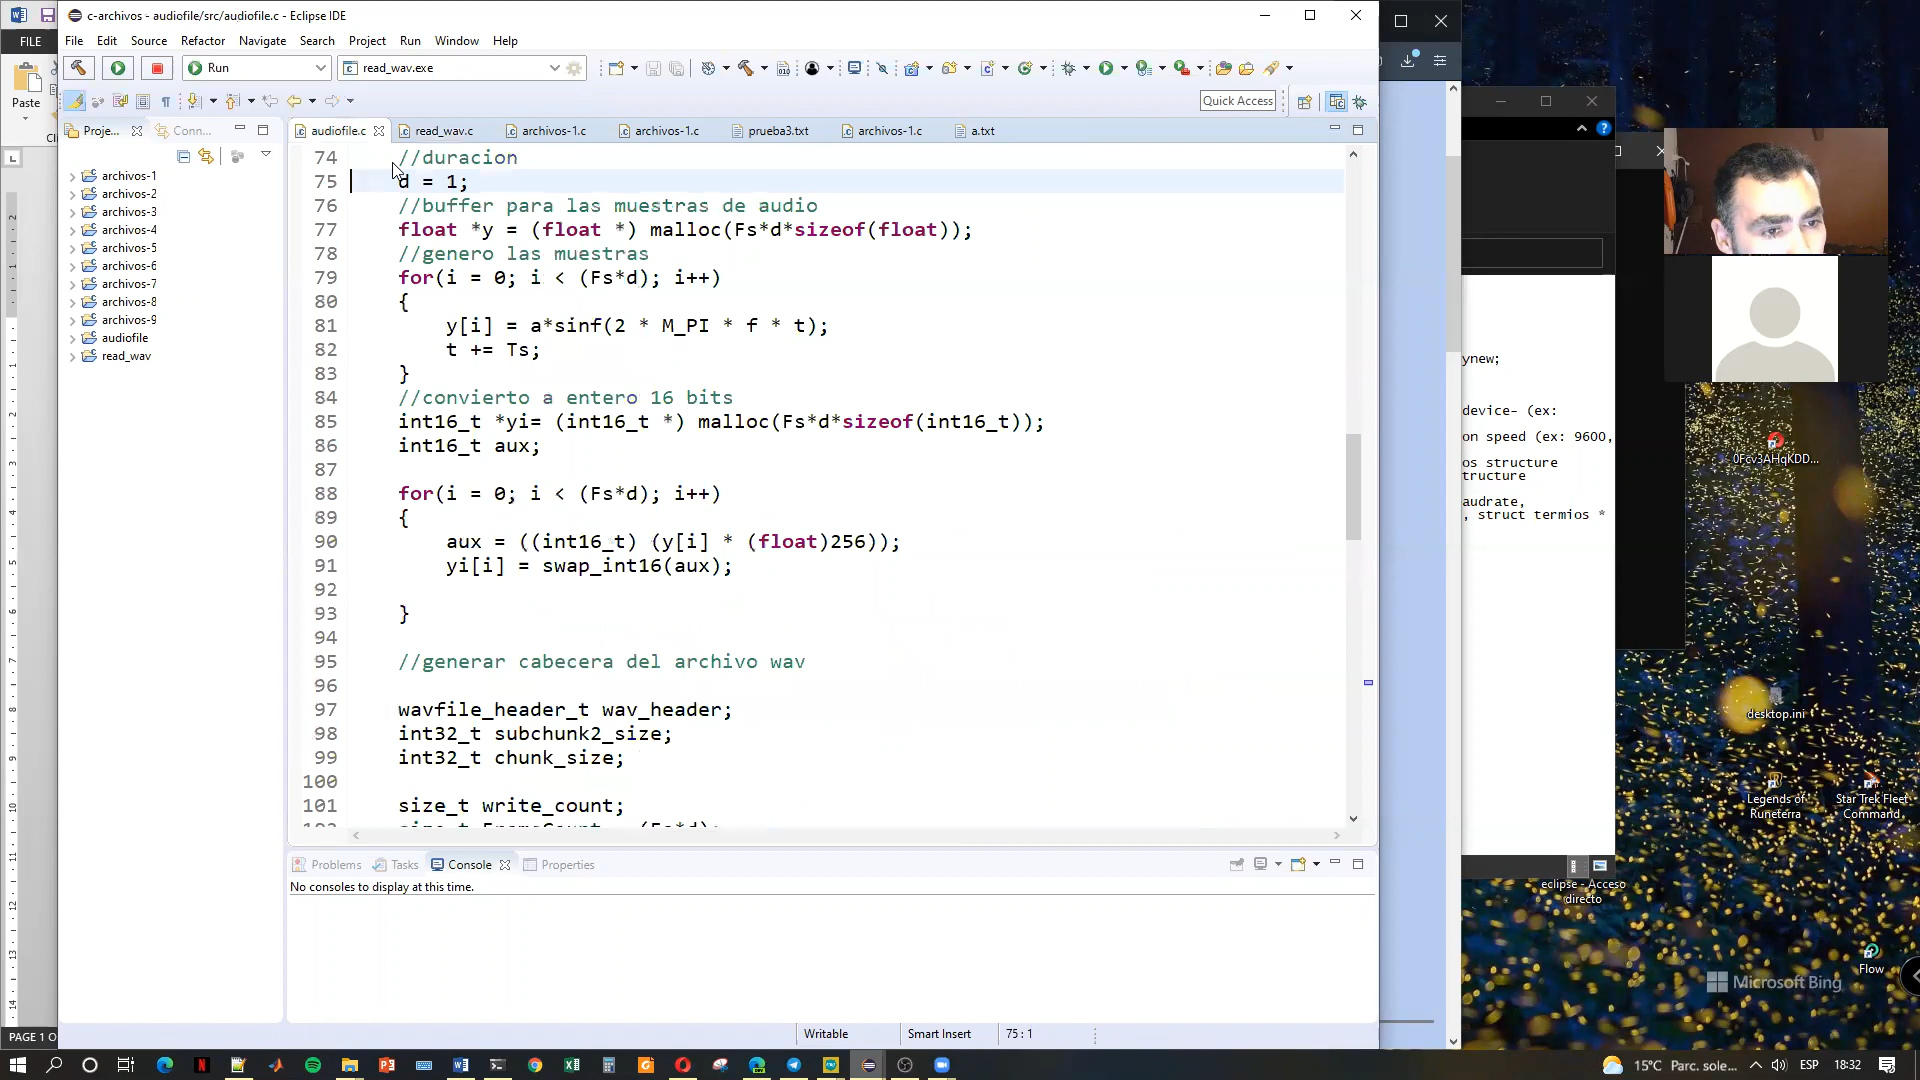 c-archivos - audiofile/src/audiofile.c - Eclipse IDE
FILE
Paste
File Edit Source Refactor Navigate Search Project Run Window Help
Run
read_wav.exe
Quick Access
Proje...
Conn...
audiofile.c
read_wav.c
archivos-1.c
archivos-1.c
prueba3.txt
archivos-1.c
a.txt
archivos-1
archivos-2
archivos-3
archivos-4
archivos-5
archivos-6
archivos-7
archivos-8
archivos-9
audiofile
read_wav
74 //duracion
75 d = 1;
76 //buffer para las muestras de audio
77 float *y = (float *) malloc(Fs*d*sizeof(float));
78 //genero las muestras
79 for(i = 0; i < (Fs*d); i++)
80 {
81 y[i] = a*sinf(2 * M_PI * f * t);
82 t += Ts;
83 }
84 //convierto a entero 16 bits
85 int16_t *yi= (int16_t *) malloc(Fs*d*sizeof(int16_t));
86 int16_t aux;
87
88 for(i = 0; i < (Fs*d); i++)
89 {
90 aux = ((int16_t) (y[i] * (float)256));
91 yi[i] = swap_int16(aux);
92
93 }
94
95 //generar cabecera del archivo wav
96
97 wavfile_header_t wav_header;
98 int32_t subchunk2_size;
99 int32_t chunk_size;
100
101 size_t write_count;
Problems
Tasks
Console
Properties
No consoles to display at this time.
Writable
Smart Insert
75 : 1
PAGE 1 O
ynew;
device- (ex:
on speed (ex: 9600,
os structure
tructure
audrate,
, struct termios *
0Fcv3AHqKDD...
desktop.ini
Legends of
Runeterra
Star Trek Fleet
Command
eclipse - Acceso
directo
Flow
Microsoft Bing
15°C Parc. sole...
ESP
18:32